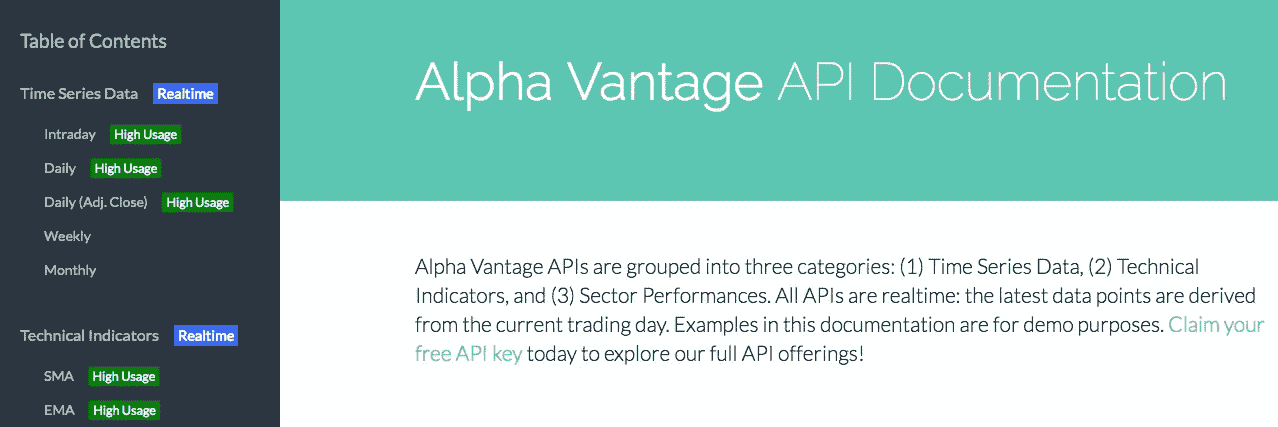 Table of Contents
Time Series Data Realtime
Intraday High Usage
Daily High Usage
Daily (Adj. Close) High Usage
Weekly
Monthly
Technical Indicators Realtime
SMA High Usage
EMA High Usage
Alpha Vantage API Documentation
Alpha Vantage APIs are grouped into three categories: (1) Time Series Data, (2) Technical
Indicators, and (3) Sector Performances. All APIs are realtime: the latest data points are derived
from the current trading day. Examples in this documentation are for demo purposes. Claim your
free API key today to explore our full API offerings!